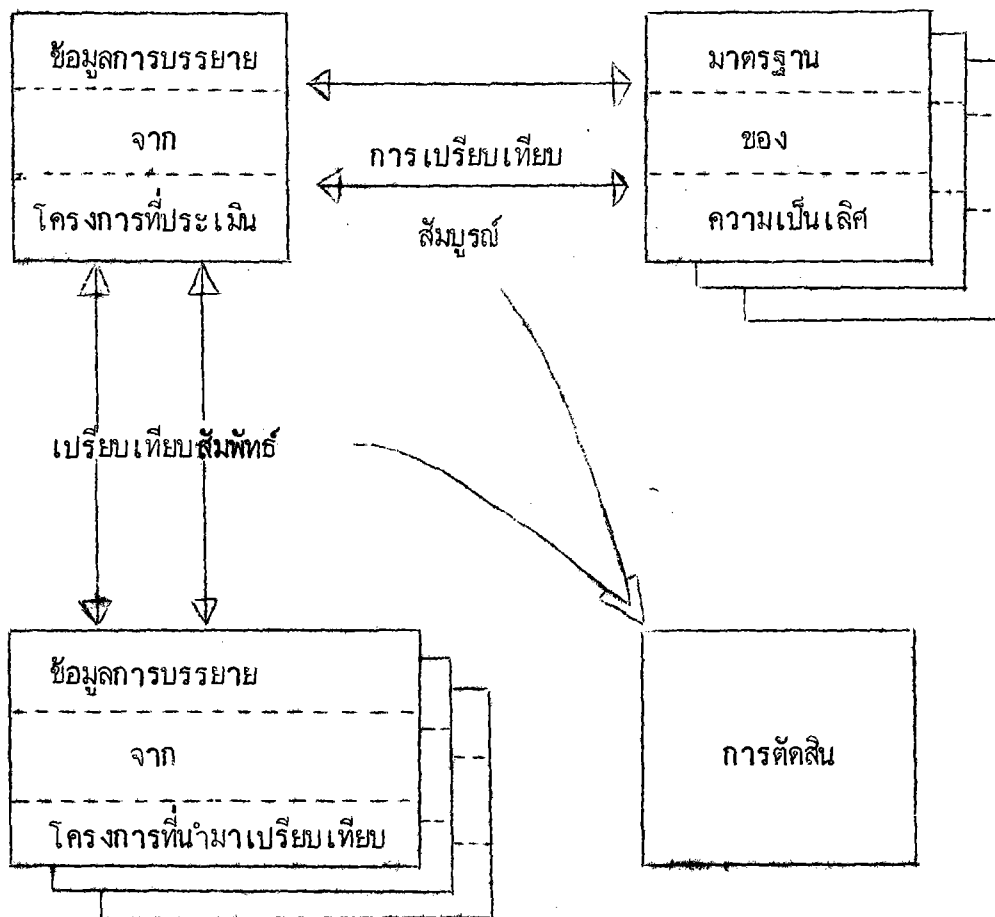 ข้อมูลการบรรยาย
จาก
โครงการที่ประเมิน
การเปรียบเทียบ
สัมบูรณ์
มาตรฐาน
ของ
ความเป็นเลิศ
เปรียบเทียบสัมพัทธ์
ข้อมูลการบรรยาย
จาก
โครงการที่นำมาเปรียบเทียบ
การตัดสิน